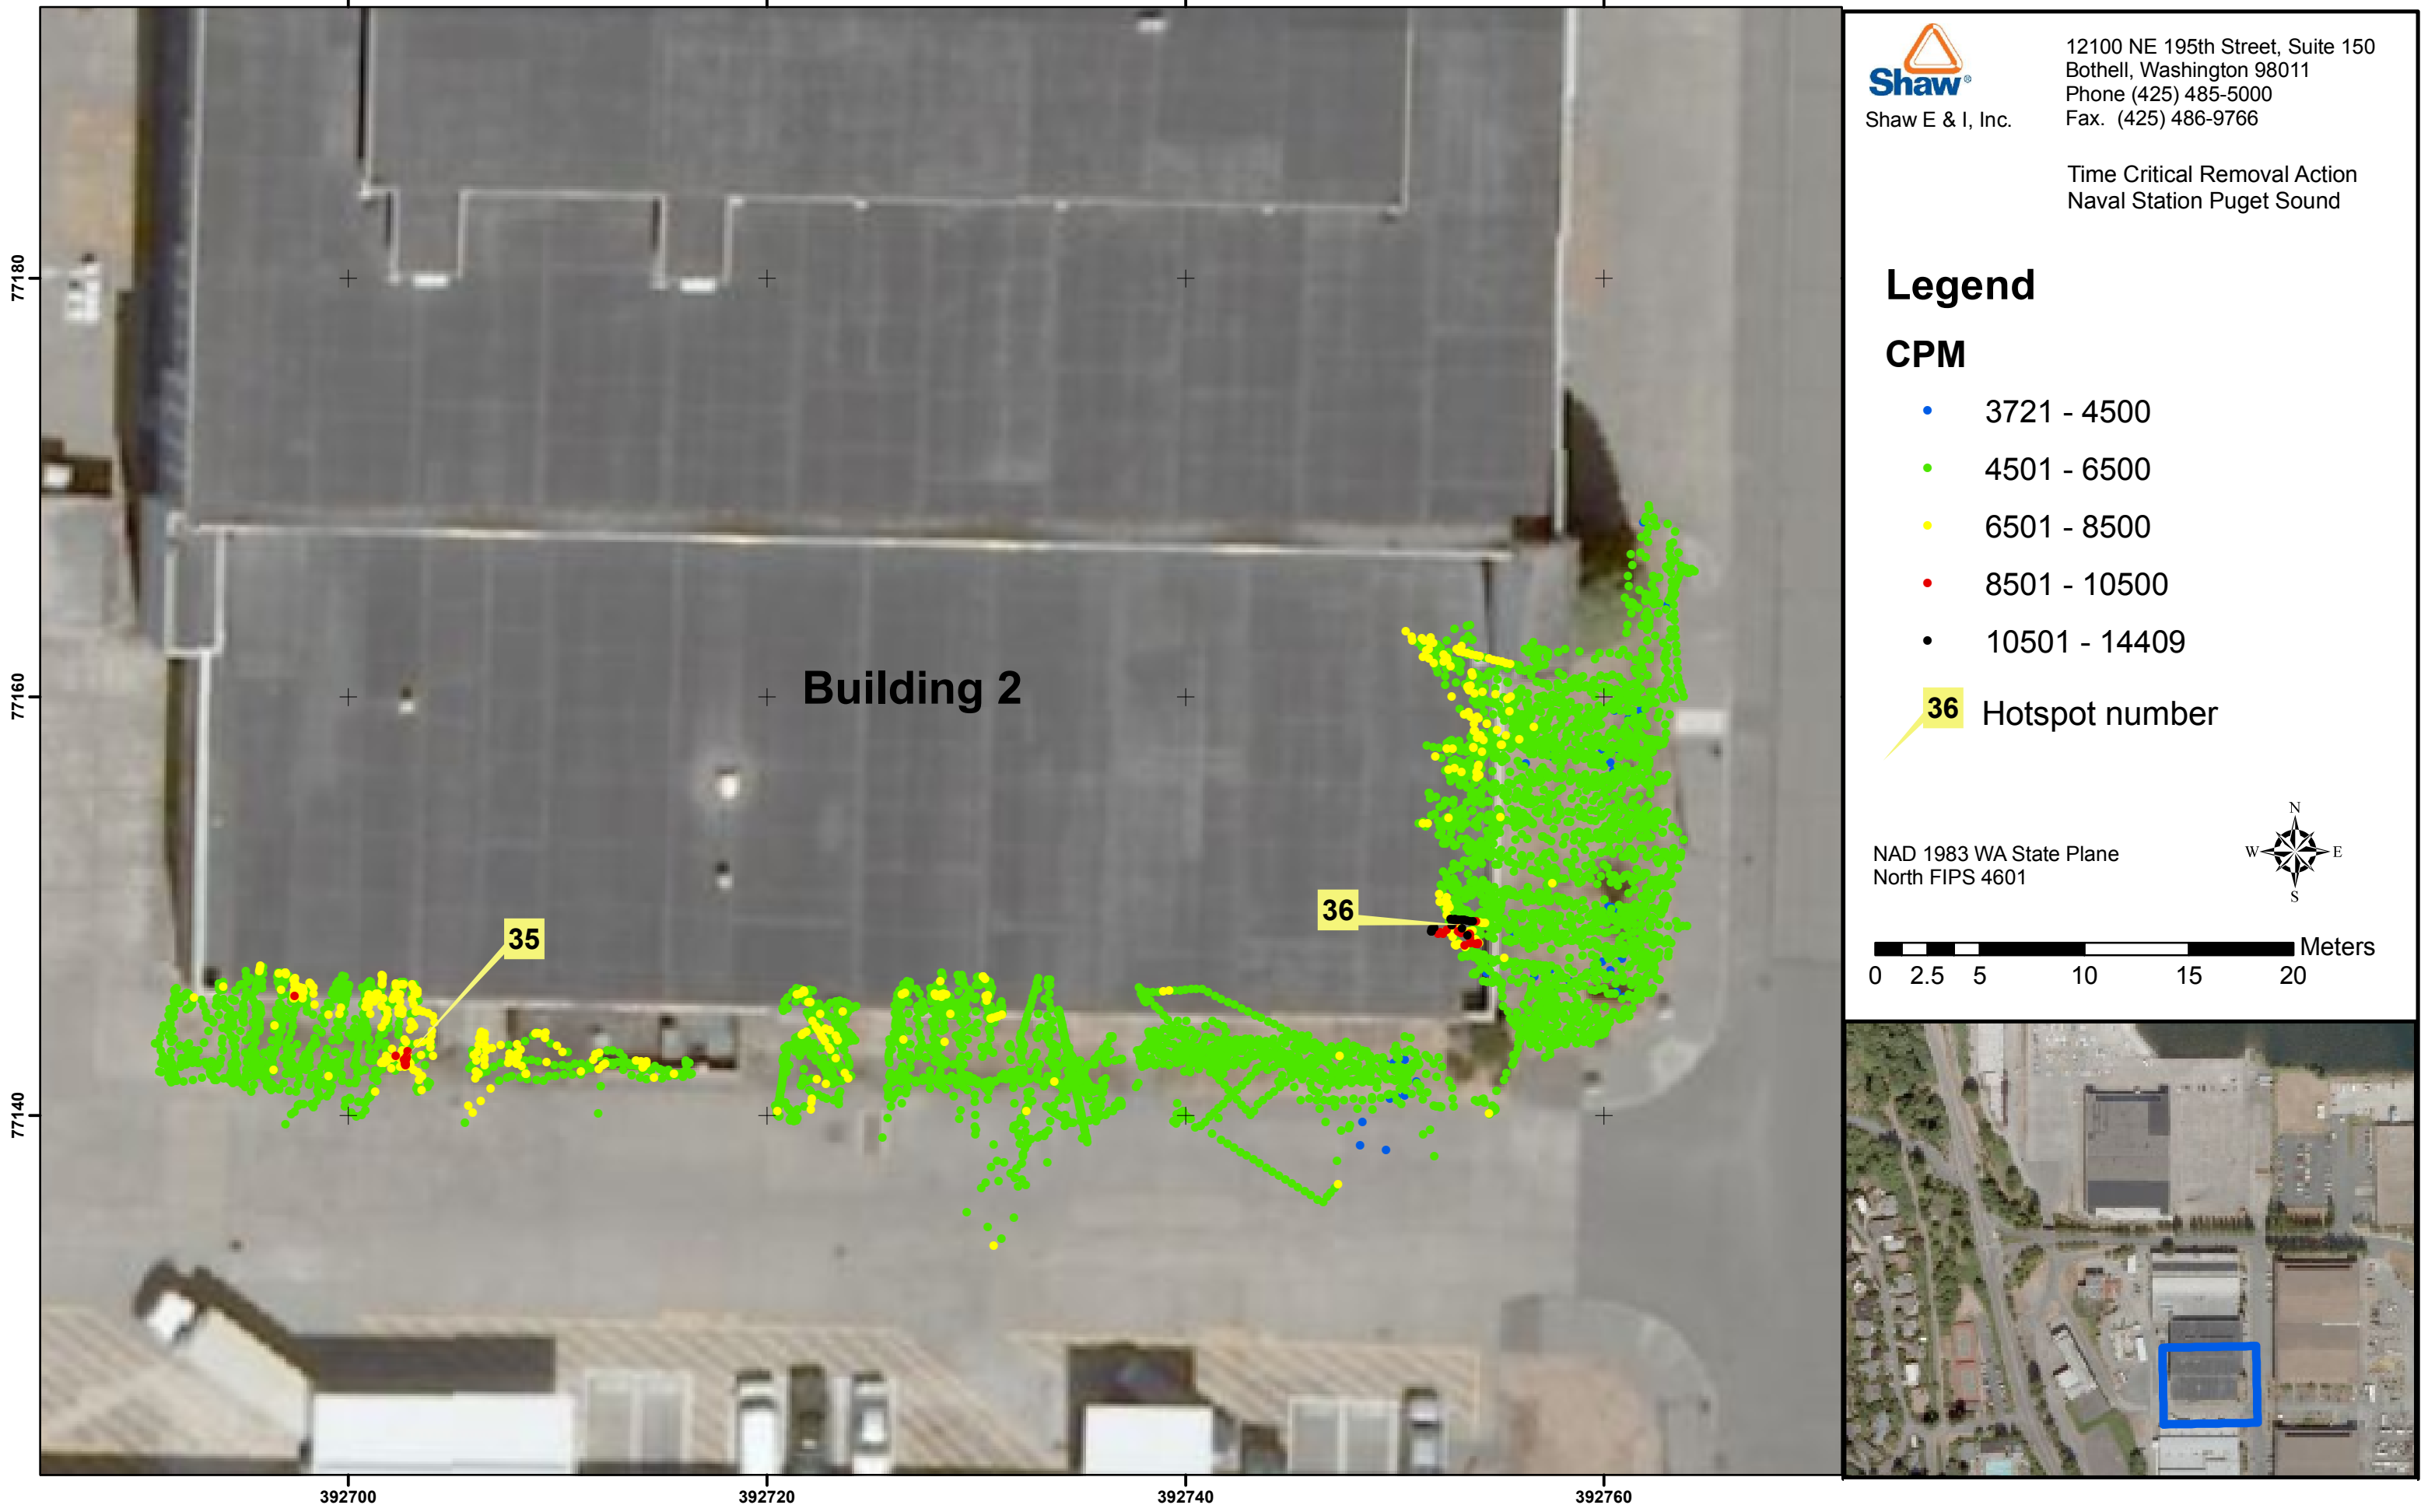 Shaw®
Shaw E & I, Inc.
12100 NE 195th Street, Suite 150
Bothell, Washington 98011
Phone (425) 485-5000
Fax. (425) 486-9766
Time Critical Removal Action
Naval Station Puget Sound
Legend
CPM
3721 - 4500
4501 - 6500
6501 - 8500
8501 - 10500
10501 - 14409
36 Hotspot number
NAD 1983 WA State Plane
North FIPS 4601
N
W E
S
0 2.5 5 10 15 20 Meters
Building 2
35
36
77180
77160
77140
392700 392720 392740 392760